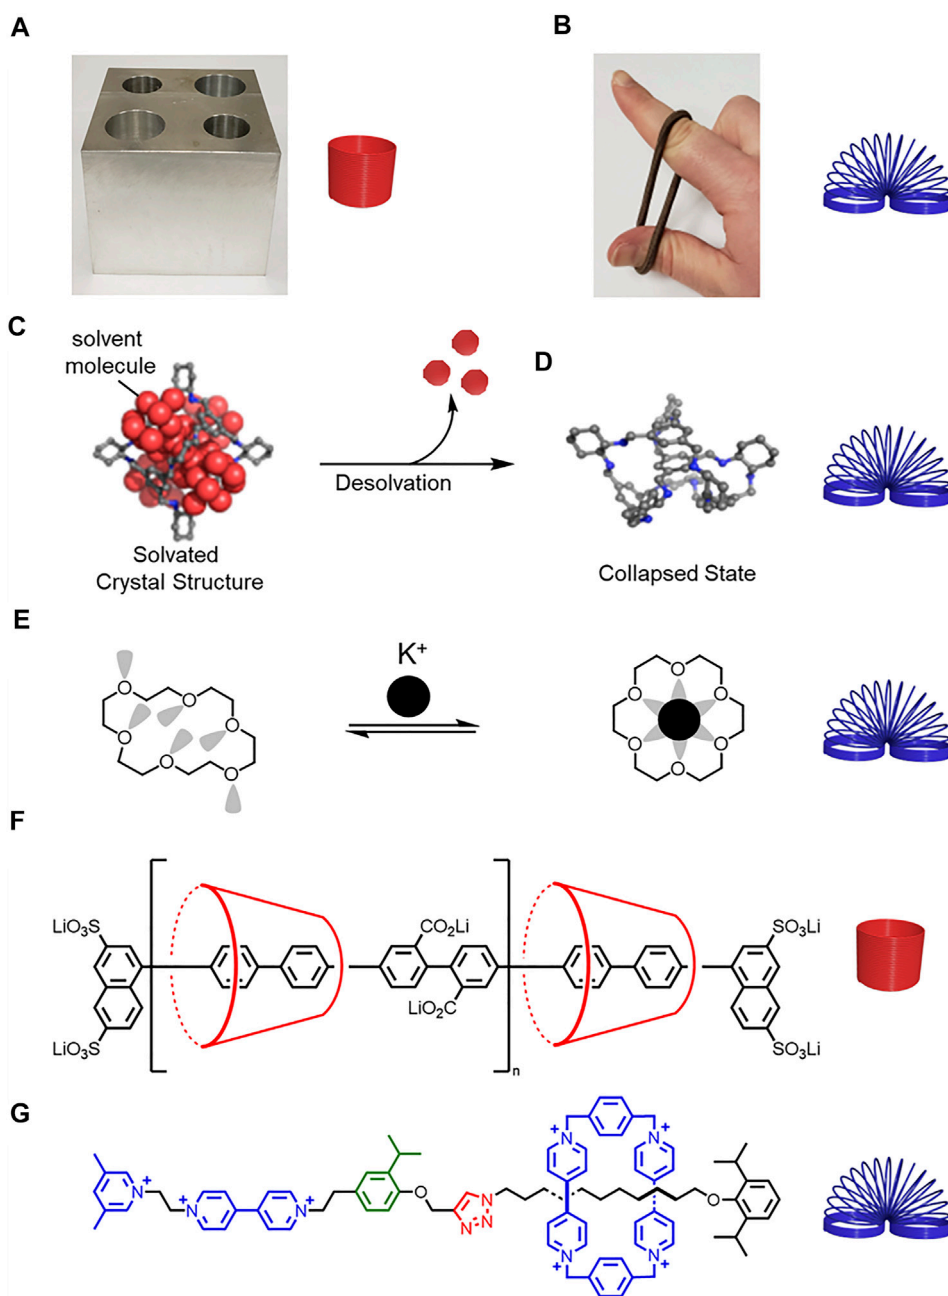 A
B
C
solvent
molecule
Desolvation
Solvated
Crystal Structure
D
Collapsed State
E
K⁺
O
O
O
O
O
O
O
O
O
O
O
O
F
LiO₃S
CO₂Li
SO₃Li
LiO₃S
LiO₂C
SO₃Li
n
G
N
+
N
+
N
+
O
N
N
N
N
+
N
+
O
N
+
N
+